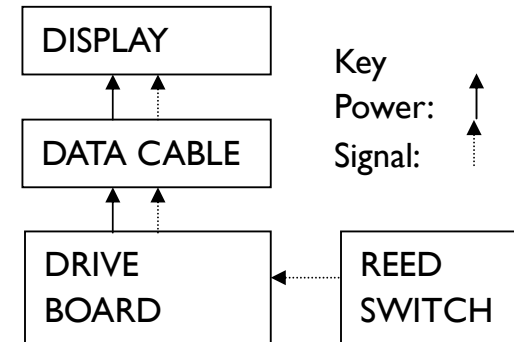 DISPLAY
Key
Power:
Signal:
DATA CABLE
DRIVE
BOARD
REED
SWITCH